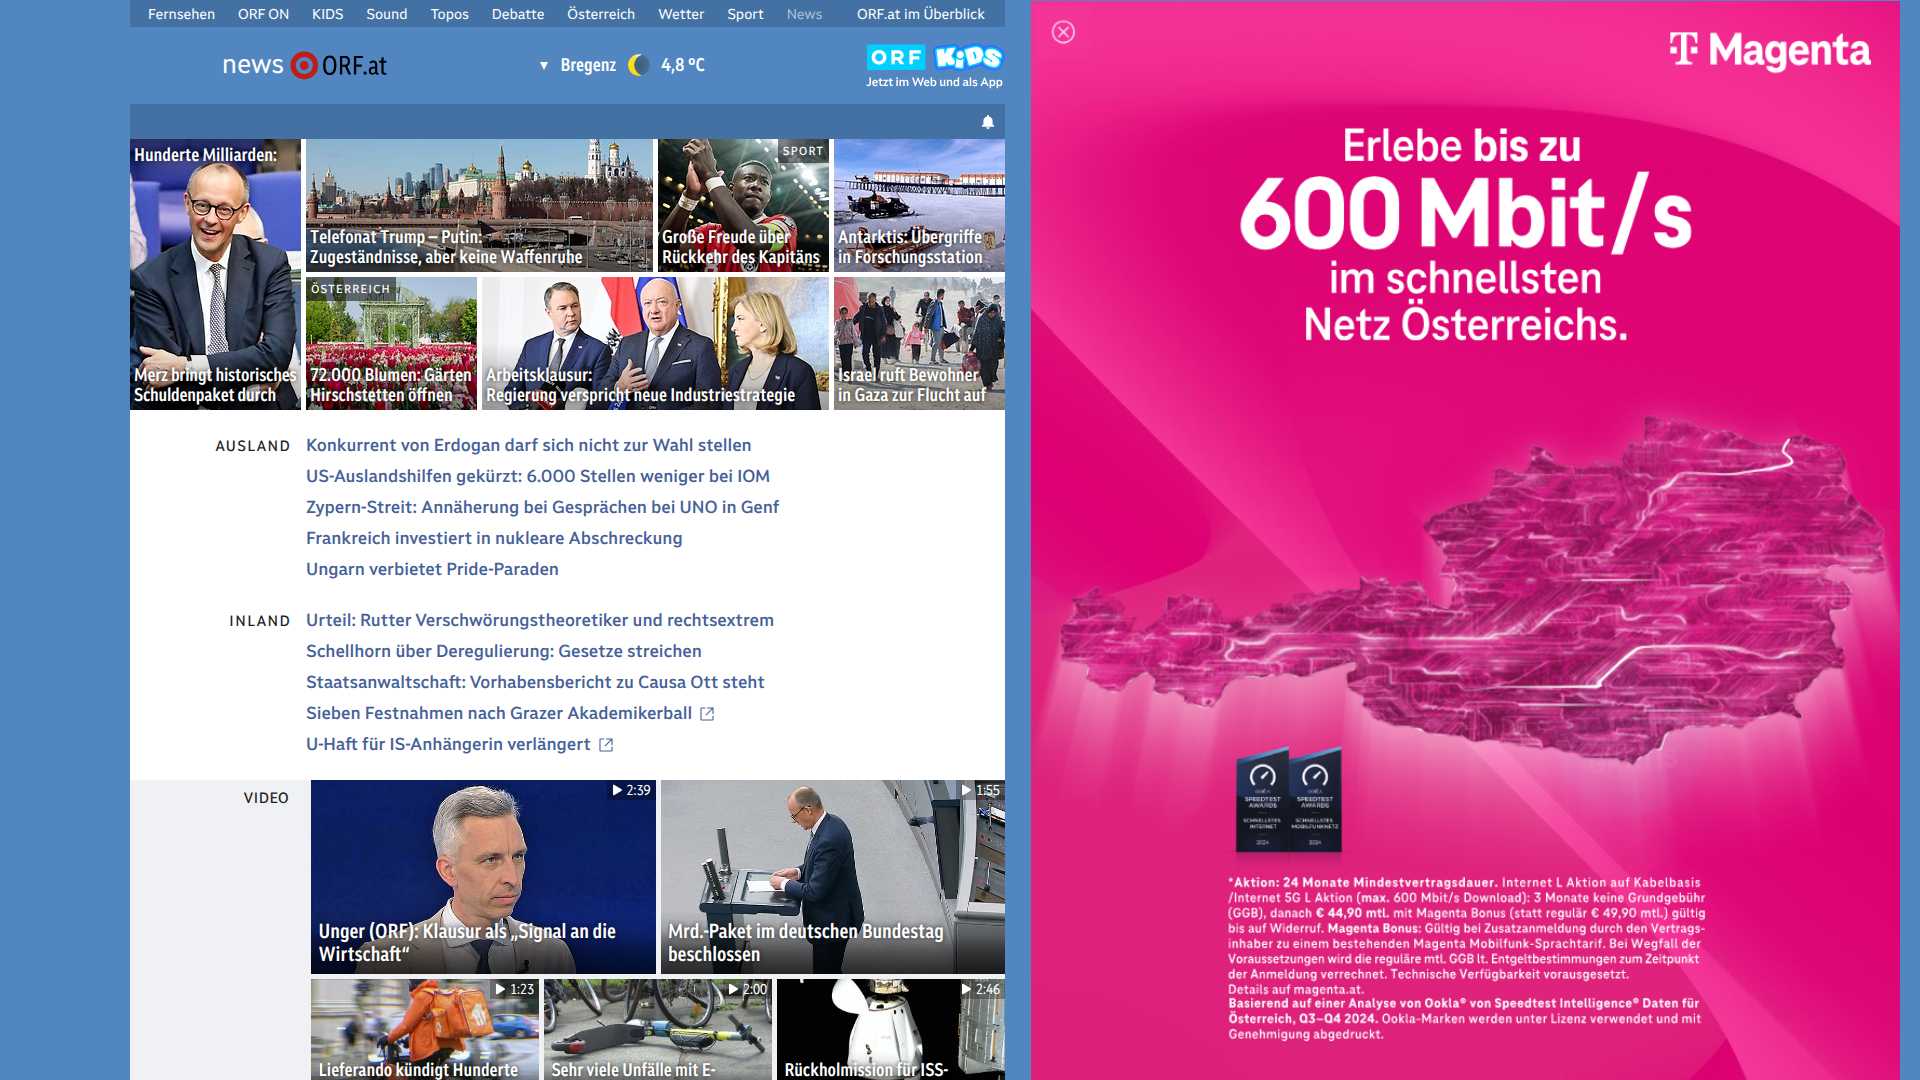 Fernsehen ORF ON KIDS Sound Topos Debatte Österreich Wetter Sport News ORF.at im Überblick
news ORF.at
Bregenz 4,8 °C
ORF KiDS
Jetzt im Web und als App
Hunderte Milliarden:
Merz bringt historisches
Schuldenpaket durch
Telefonat Trump – Putin:
Zugeständnisse, aber keine Waffenruhe
SPORT
Große Freude über
Rückkehr des Kapitäns
Antarktis: Übergriffe
in Forschungsstation
ÖSTERREICH
72.000 Blumen: Gärten
Hirschstetten öffnen
Arbeitsklausur:
Regierung verspricht neue Industriestrategie
Israel ruft Bewohner
in Gaza zur Flucht auf
AUSLAND
Konkurrent von Erdogan darf sich nicht zur Wahl stellen
US-Auslandshilfen gekürzt: 6.000 Stellen weniger bei IOM
Zypern-Streit: Annäherung bei Gesprächen bei UNO in Genf
Frankreich investiert in nukleare Abschreckung
Ungarn verbietet Pride-Paraden
INLAND
Urteil: Rutter Verschwörungstheoretiker und rechtsextrem
Schellhorn über Deregulierung: Gesetze streichen
Staatsanwaltschaft: Vorhabensbericht zu Causa Ott steht
Sieben Festnahmen nach Grazer Akademikerball
U-Haft für IS-Anhängerin verlängert
VIDEO
2:39
Unger (ORF): Klausur als „Signal an die
Wirtschaft“
1:55
Mrd.-Paket im deutschen Bundestag
beschlossen
1:23
Lieferando kündigt Hunderte
2:00
Sehr viele Unfälle mit E-
2:46
Rückholmission für ISS-
T Magenta
Erlebe bis zu
600 Mbit/s
im schnellsten
Netz Österreichs.
SPEEDTEST
AWARDS
SCHNELLSTES
INTERNET
2024
SPEEDTEST
AWARDS
SCHNELLSTES
MOBILFUNKNETZ
2024
*Aktion: 24 Monate Mindestvertragsdauer. Internet L Aktion auf Kabelbasis
/Internet 5G L Aktion (max. 600 Mbit/s Download): 3 Monate keine Grundgebühr
(GGB), danach € 44,90 mtl. mit Magenta Bonus (statt regulär € 49,90 mtl.) gültig
bis auf Widerruf. Magenta Bonus: Gültig bei Zusatzanmeldung durch den Vertrags-
inhaber zu einem bestehenden Magenta Mobilfunk-Sprachtarif. Bei Wegfall der
Voraussetzungen wird die reguläre mtl. GGB lt. Entgeltbestimmungen zum Zeitpunkt
der Anmeldung verrechnet. Technische Verfügbarkeit vorausgesetzt.
Details auf magenta.at.
Basierend auf einer Analyse von Ookla® von Speedtest Intelligence® Daten für
Österreich, Q3–Q4 2024. Ookla-Marken werden unter Lizenz verwendet und mit
Genehmigung abgedruckt.